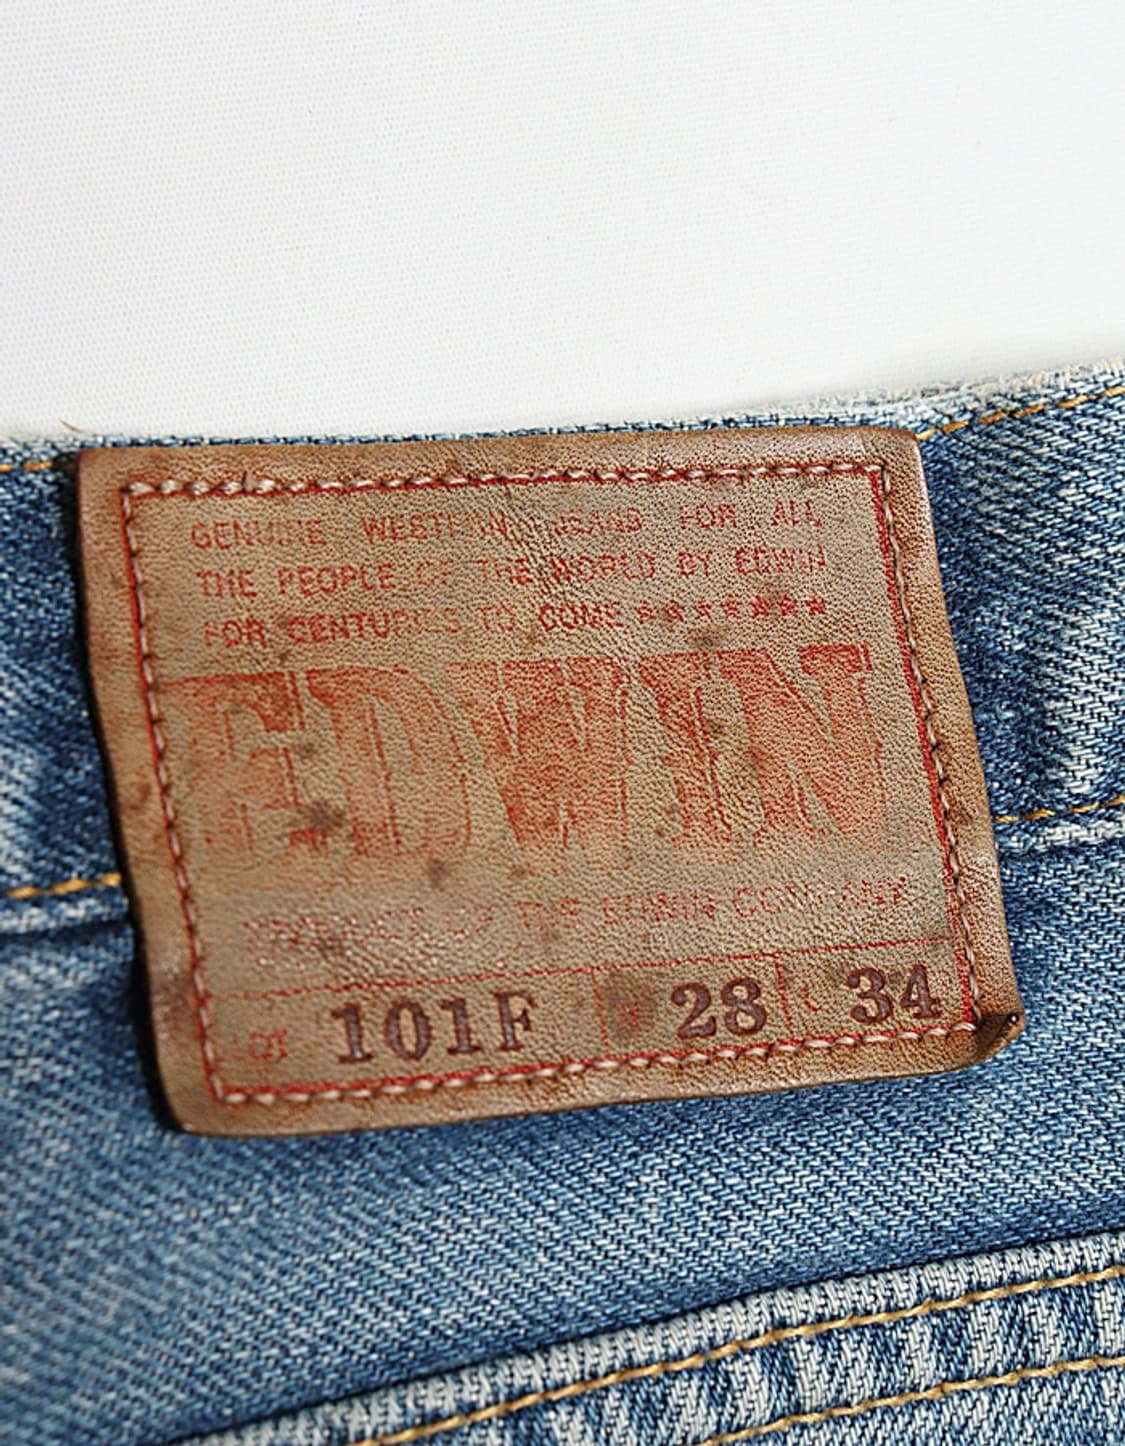 GENUINE WESTERN JEANS FOR ALL
THE PEOPLE OF THE WORLD BY EDWIN
FOR CENTURIES TO COME ★★★★★★★
EDWIN
OF THE EDWIN COMPANY
LOT 101F W 28 L 34